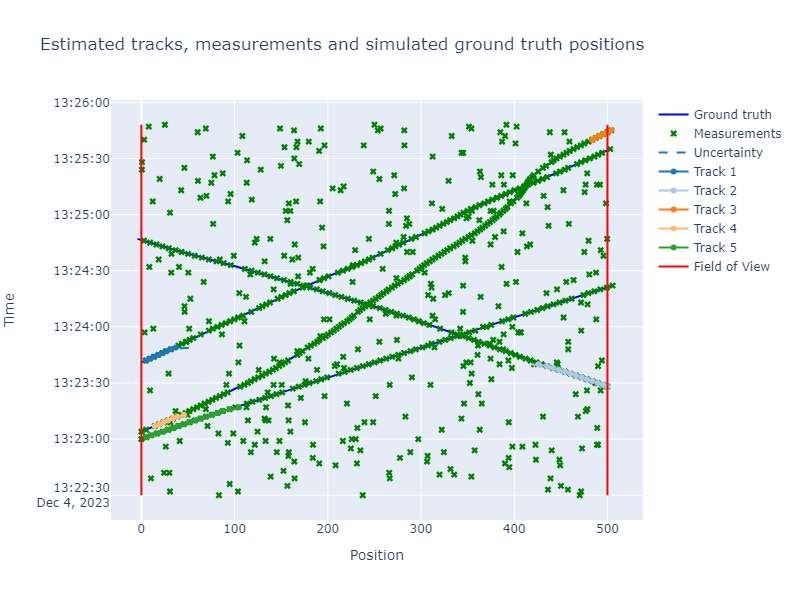 Estimated tracks, measurements and simulated ground truth positions
13:26:00
13:25:30
13:25:00
13:24:30
13:24:00
13:23:30
13:23:00
13:22:30
Dec 4, 2023
Time
0
100
200
300
400
500
Position
Ground truth
Measurements
Uncertainty
Track 1
Track 2
Track 3
Track 4
Track 5
Field of View